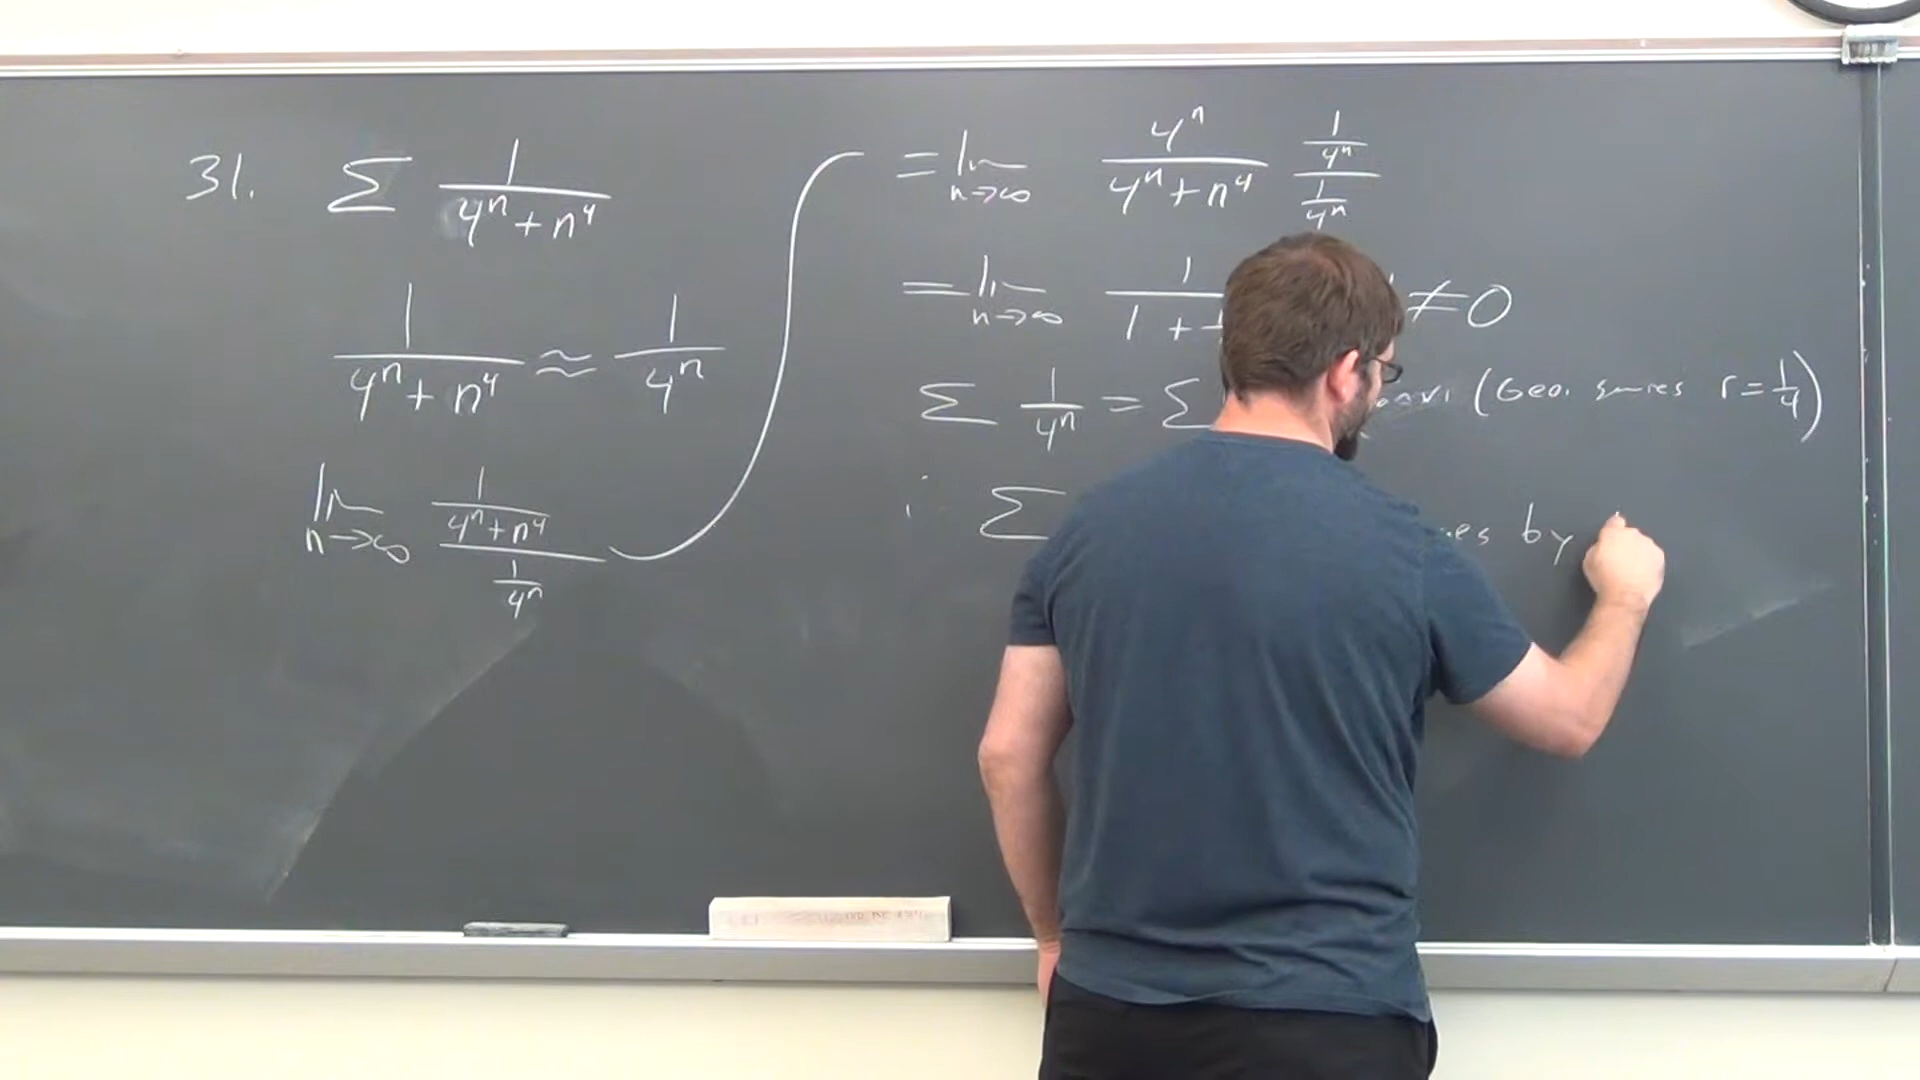 31. Σ 1/(4ⁿ+n⁴)
1/(4ⁿ+n⁴) ≈ 1/4ⁿ
lim n→∞ (1/(4ⁿ+n⁴))/(1/4ⁿ)
= lim n→∞ 4ⁿ/(4ⁿ+n⁴) (1/4ⁿ)/(1/4ⁿ)
= lim n→∞ 1/(1+ ≠0
Σ 1/4ⁿ = Σ (Geo. series r=1/4)
Σ by